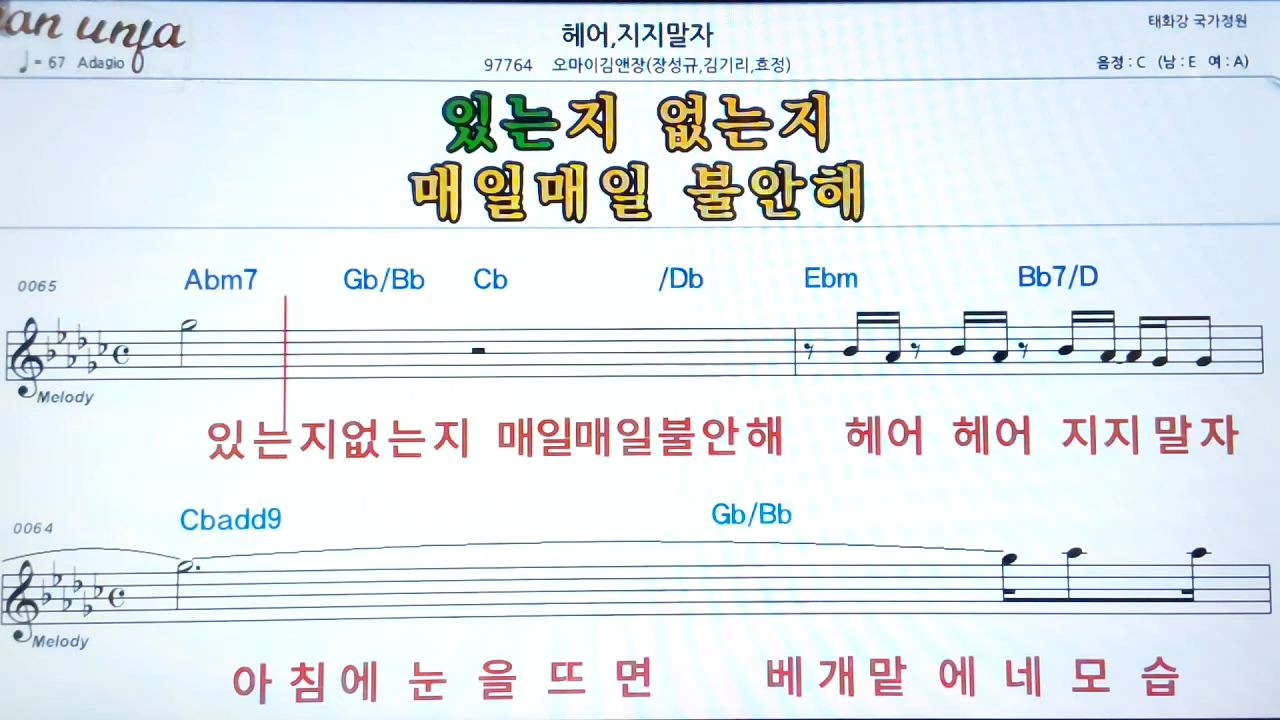 헤어,지지말자
태화강 국가정원
♩= 67 Adagio
97764 오마이김앤장(장성규,김기리,효정)
음정 : C (남 : E 여 : A)
있는지 없는지
매일매일 불안해
0065
Abm7 Gb/Bb Cb /Db Ebm Bb7/D
Melody
있는지없는지 매일매일불안해 헤어 헤어 지지말자
0064
Cbadd9 Gb/Bb
Melody
아침에 눈을뜨면 베개맡에네모습